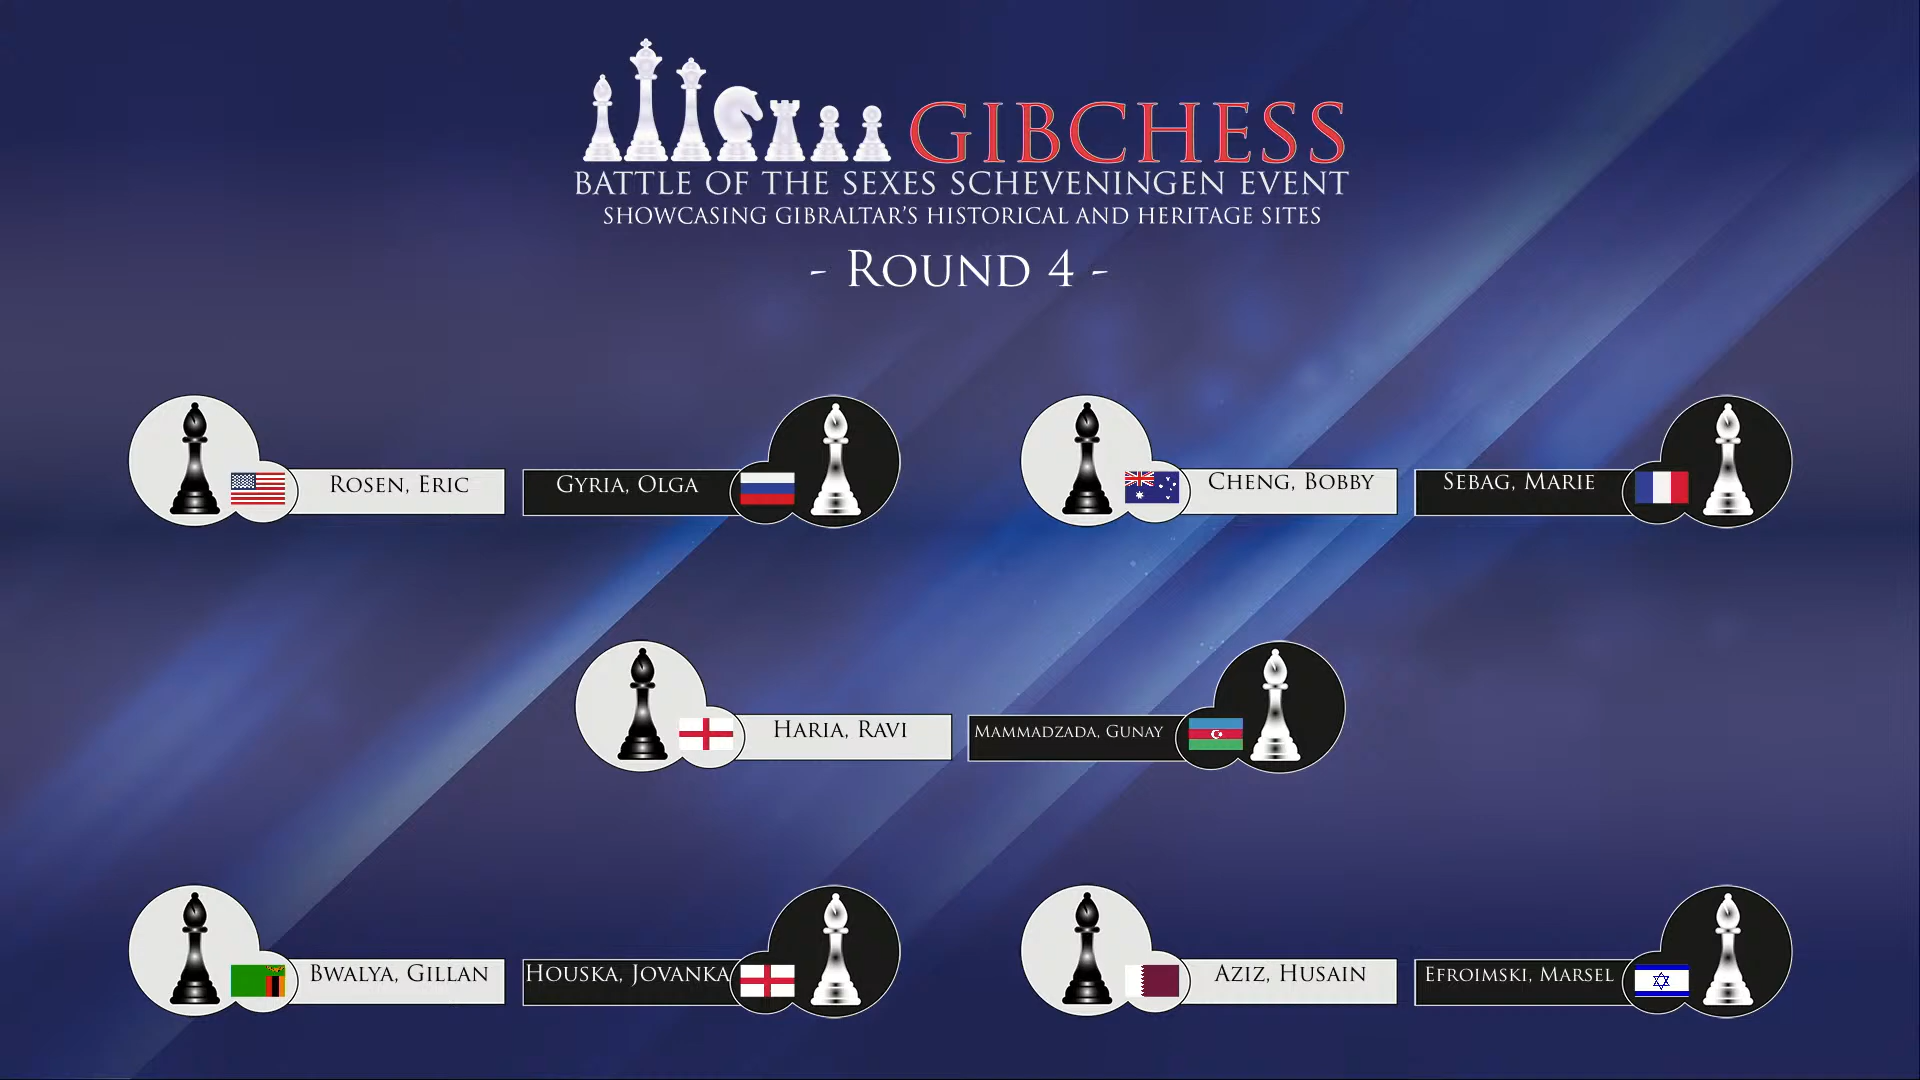 GIBCHESS
BATTLE OF THE SEXES SCHEVENINGEN EVENT
SHOWCASING GIBRALTAR'S HISTORICAL AND HERITAGE SITES
- ROUND 4 -
ROSEN, ERIC
GYRIA, OLGA
CHENG, BOBBY
SEBAG, MARIE
HARIA, RAVI
MAMMADZADA, GUNAY
BWALYA, GILLAN
HOUSKA, JOVANKA
AZIZ, HUSAIN
EFROIMSKI, MARSEL